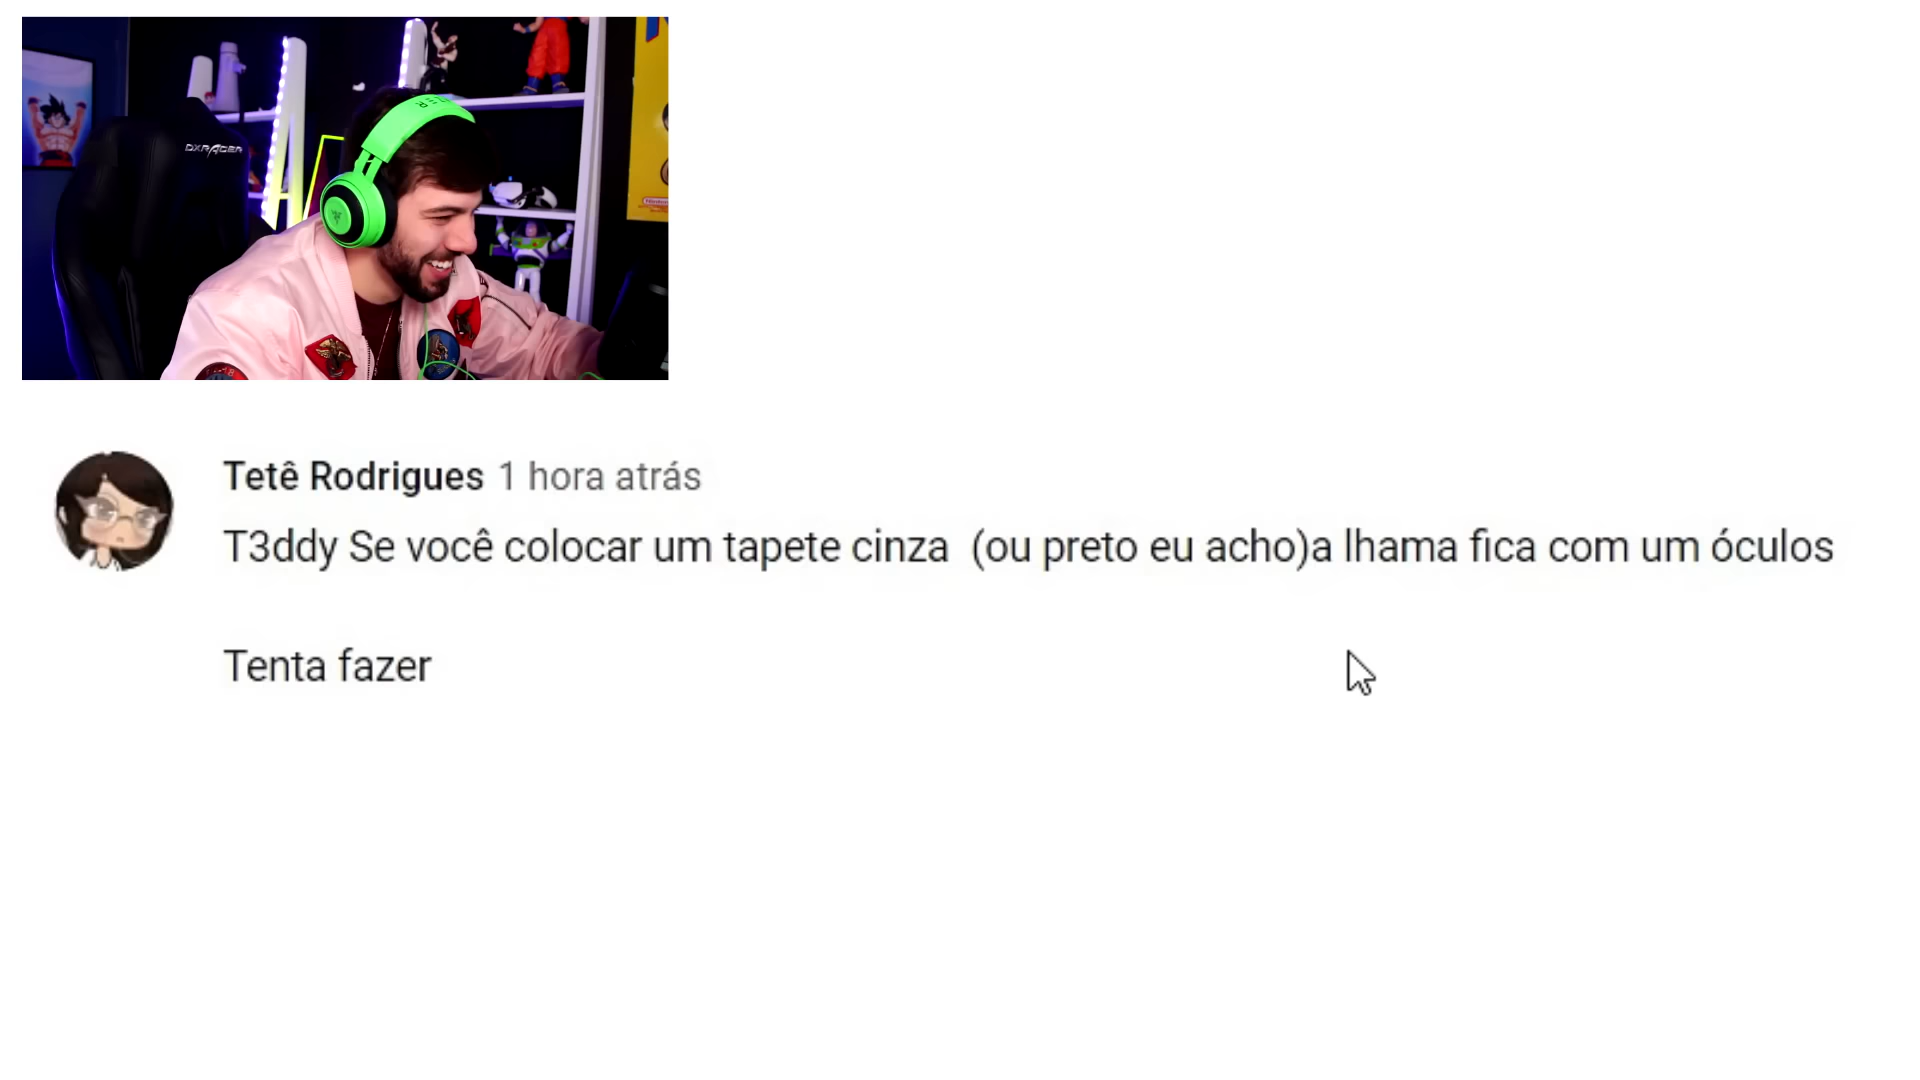 DXRACER
Tetê Rodrigues 1 hora atrás
T3ddy Se você colocar um tapete cinza (ou preto eu acho)a lhama fica com um óculos
Tenta fazer